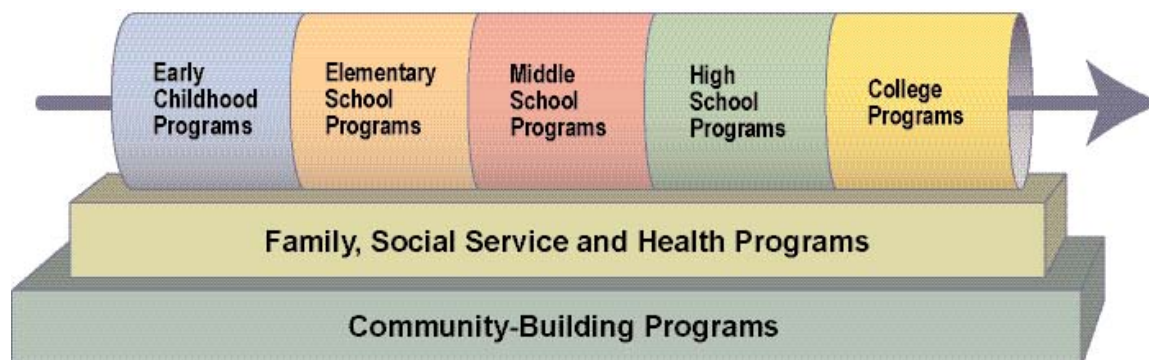 Early
Childhood
Programs
Elementary
School
Programs
Middle
School
Programs
High
School
Programs
College
Programs
Family, Social Service and Health Programs
Community-Building Programs